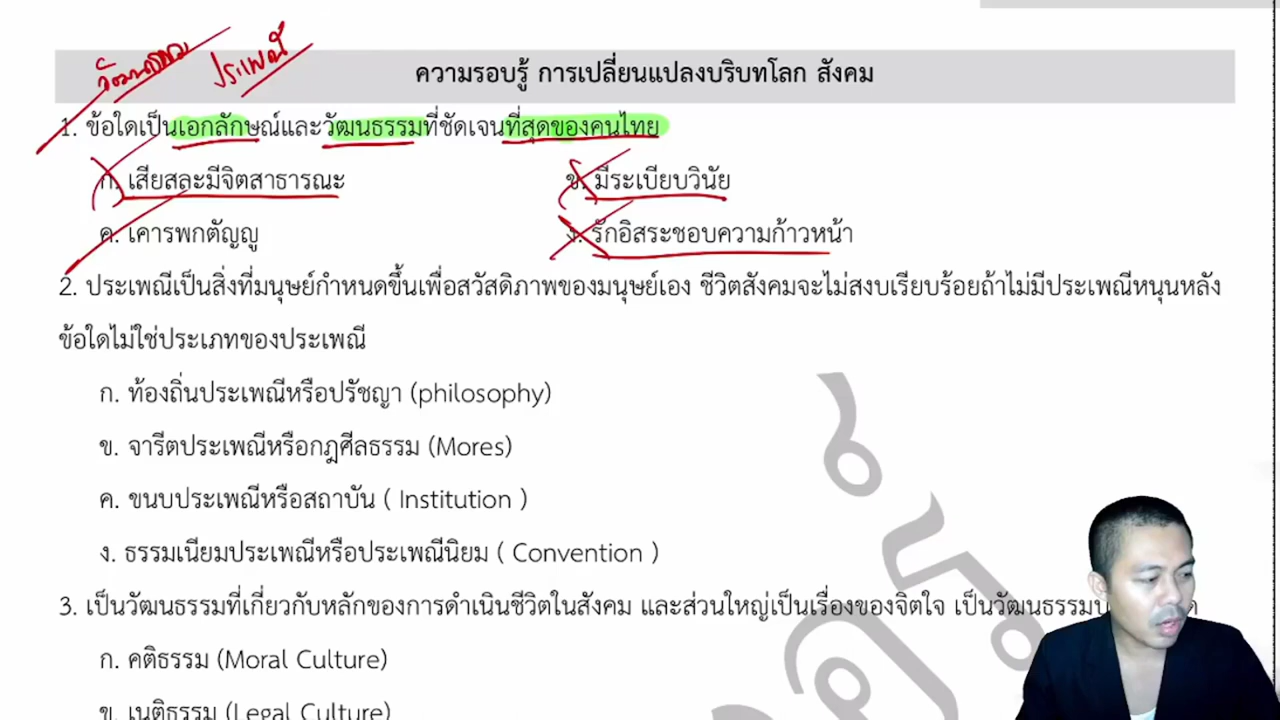 วัฒนธรรม ประเพณี
ความรอบรู้ การเปลี่ยนแปลงบริบทโลก สังคม
1. ข้อใดเป็นเอกลักษณ์และวัฒนธรรมที่ชัดเจนที่สุดของคนไทย
ก. เสียสละมีจิตสาธารณะ ข. มีระเบียบวินัย
ค. เคารพกตัญญู ง. รักอิสระชอบความก้าวหน้า
2. ประเพณีเป็นสิ่งที่มนุษย์กำหนดขึ้นเพื่อสวัสดิภาพของมนุษย์เอง ชีวิตสังคมจะไม่สงบเรียบร้อยถ้าไม่มีประเพณีหนุนหลัง
ข้อใดไม่ใช่ประเภทของประเพณี
ก. ท้องถิ่นประเพณีหรือปรัชญา (philosophy)
ข. จารีตประเพณีหรือกฎศีลธรรม (Mores)
ค. ขนบประเพณีหรือสถาบัน ( Institution )
ง. ธรรมเนียมประเพณีหรือประเพณีนิยม ( Convention )
3. เป็นวัฒนธรรมที่เกี่ยวกับหลักของการดำเนินชีวิตในสังคม และส่วนใหญ่เป็นเรื่องของจิตใจ เป็นวัฒนธรรม
ก. คติธรรม (Moral Culture)
ข. เนติธรรม (Legal Culture)